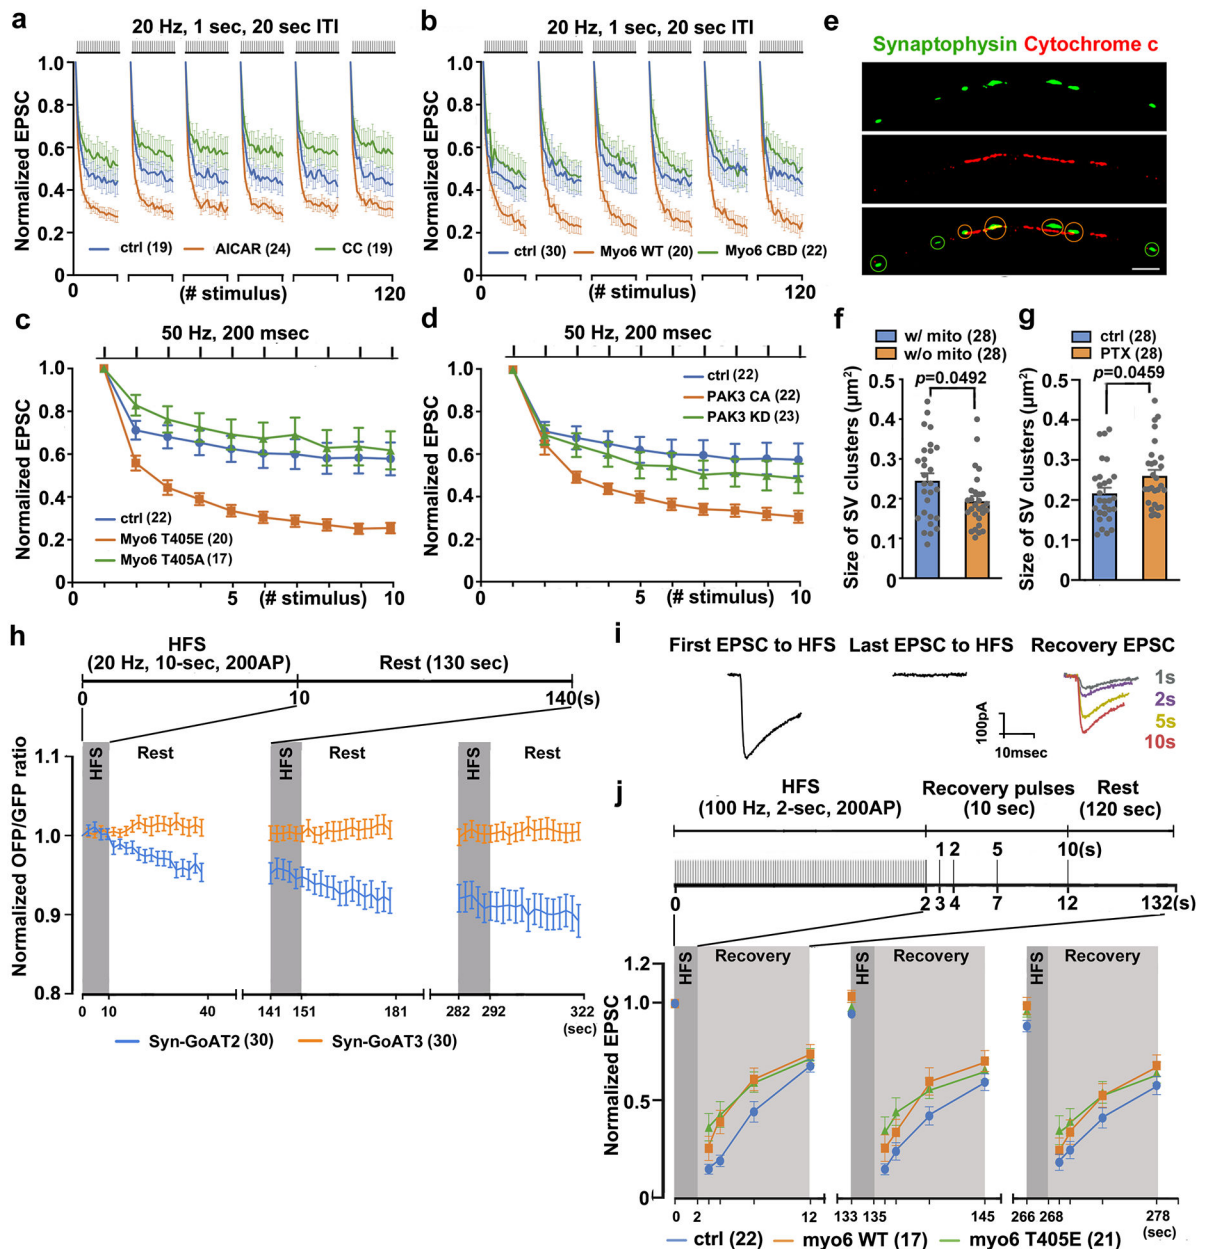 a
20 Hz, 1 sec, 20 sec ITI
Normalized EPSC
1.0
0.8
0.6
0.4
0.2
0
ctrl (19)
AICAR (24)
CC (19)
0
(# stimulus)
120
b
20 Hz, 1 sec, 20 sec ITI
Normalized EPSC
1.0
0.8
0.6
0.4
0.2
0
ctrl (30)
Myo6 WT (20)
Myo6 CBD (22)
0
(# stimulus)
120
e
Synaptophysin Cytochrome c
c
50 Hz, 200 msec
Normalized EPSC
1.0
0.8
0.6
0.4
0.2
0
ctrl (22)
Myo6 T405E (20)
Myo6 T405A (17)
0
5
(# stimulus)
10
d
50 Hz, 200 msec
Normalized EPSC
1.0
0.8
0.6
0.4
0.2
0
ctrl (22)
PAK3 CA (22)
PAK3 KD (23)
0
5
(# stimulus)
10
f
w/ mito (28)
w/o mito (28)
p=0.0492
Size of SV clusters (µm²)
0.5
0.4
0.3
0.2
0.1
0
g
ctrl (28)
PTX (28)
p=0.0459
Size of SV clusters (µm²)
0.5
0.4
0.3
0.2
0.1
0
h
HFS
(20 Hz, 10-sec, 200AP)
Rest (130 sec)
0
10
140(s)
Normalized OFP/GFP ratio
1.1
1.0
0.9
0.8
HFS
Rest
HFS
Rest
HFS
Rest
0
10
40
141
151
181
282
292
322
(sec)
Syn-GoAT2 (30)
Syn-GoAT3 (30)
i
First EPSC to HFS
Last EPSC to HFS
Recovery EPSC
1s
2s
5s
10s
100pA
10msec
j
HFS
(100 Hz, 2-sec, 200AP)
Recovery pulses
(10 sec)
Rest
(120 sec)
1 2
5
10(s)
0
2 3 4
7
12
132(s)
Normalized EPSC
1.2
1.0
0.5
0
HFS
Recovery
HFS
Recovery
HFS
Recovery
0
2
12
133
135
145
266
268
278
(sec)
ctrl (22)
myo6 WT (17)
myo6 T405E (21)